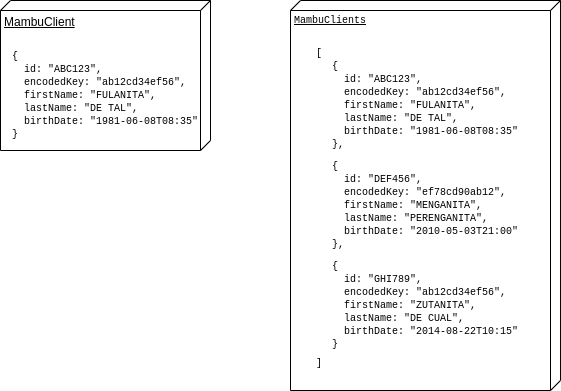 MambuClient
{
id: "ABC123",
encodedKey: "ab12cd34ef56",
firstName: "FULANITA",
lastName: "DE TAL",
birthDate: "1981-06-08T08:35"
}
MambuClients
[
{
id: "ABC123",
encodedKey: "ab12cd34ef56",
firstName: "FULANITA",
lastName: "DE TAL",
birthDate: "1981-06-08T08:35"
},
{
id: "DEF456",
encodedKey: "ef78cd90ab12",
firstName: "MENGANITA",
lastName: "PERENGANITA",
birthDate: "2010-05-03T21:00"
},
{
id: "GHI789",
encodedKey: "ab12cd34ef56",
firstName: "ZUTANITA",
lastName: "DE CUAL",
birthDate: "2014-08-22T10:15"
}
]